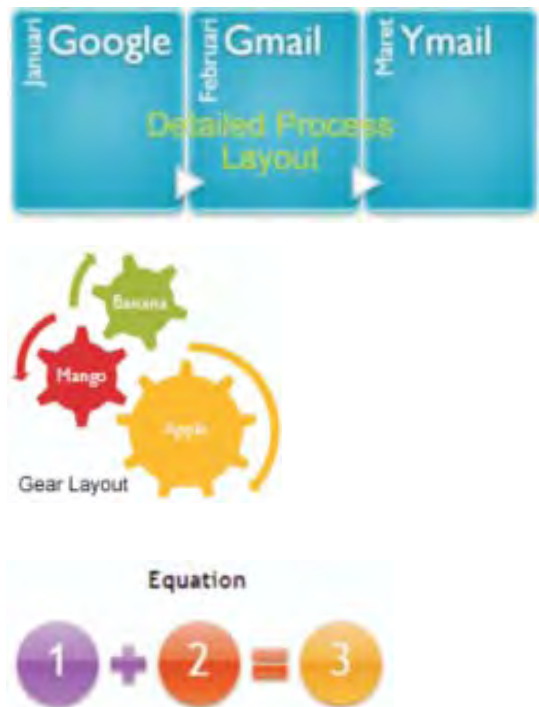 Januari Google Februari Gmail Maret Ymail
Detailed Process
Layout
Banana
Mango
Apple
Gear Layout
Equation
1 + 2 = 3